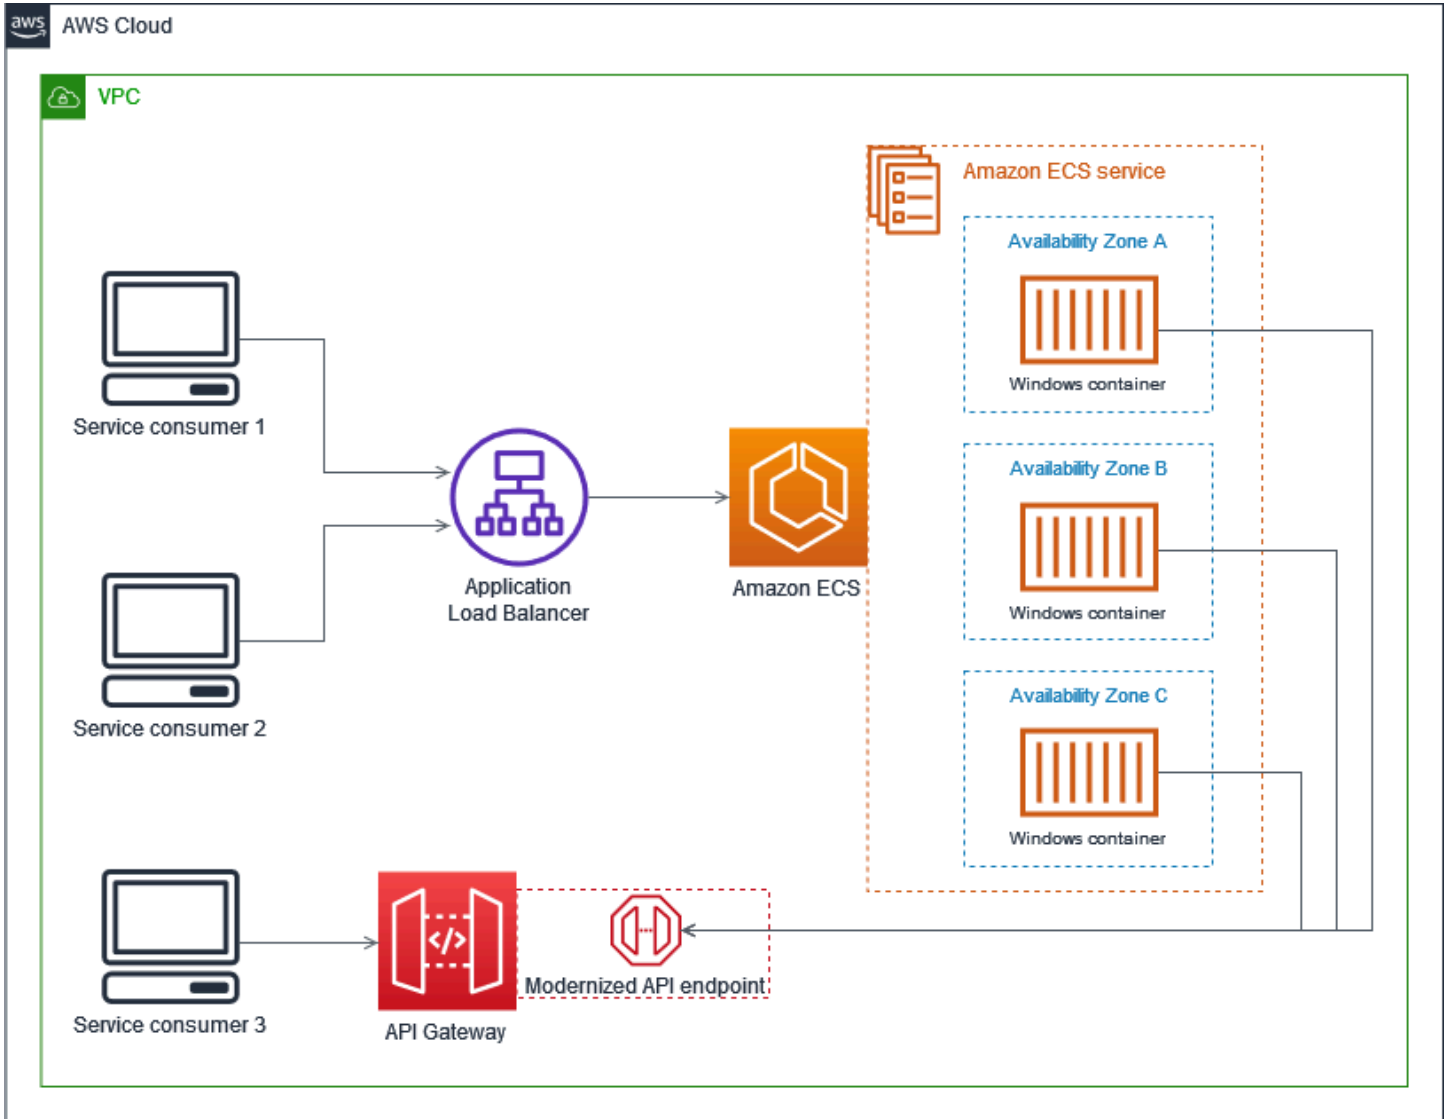 aws
AWS Cloud
VPC
Amazon ECS service
Availability Zone A
Windows container
Service consumer 1
Availability Zone B
Windows container
Application
Load Balancer
Amazon ECS
Service consumer 2
Availability Zone C
Windows container
</>
Modernized API endpoint
Service consumer 3
API Gateway